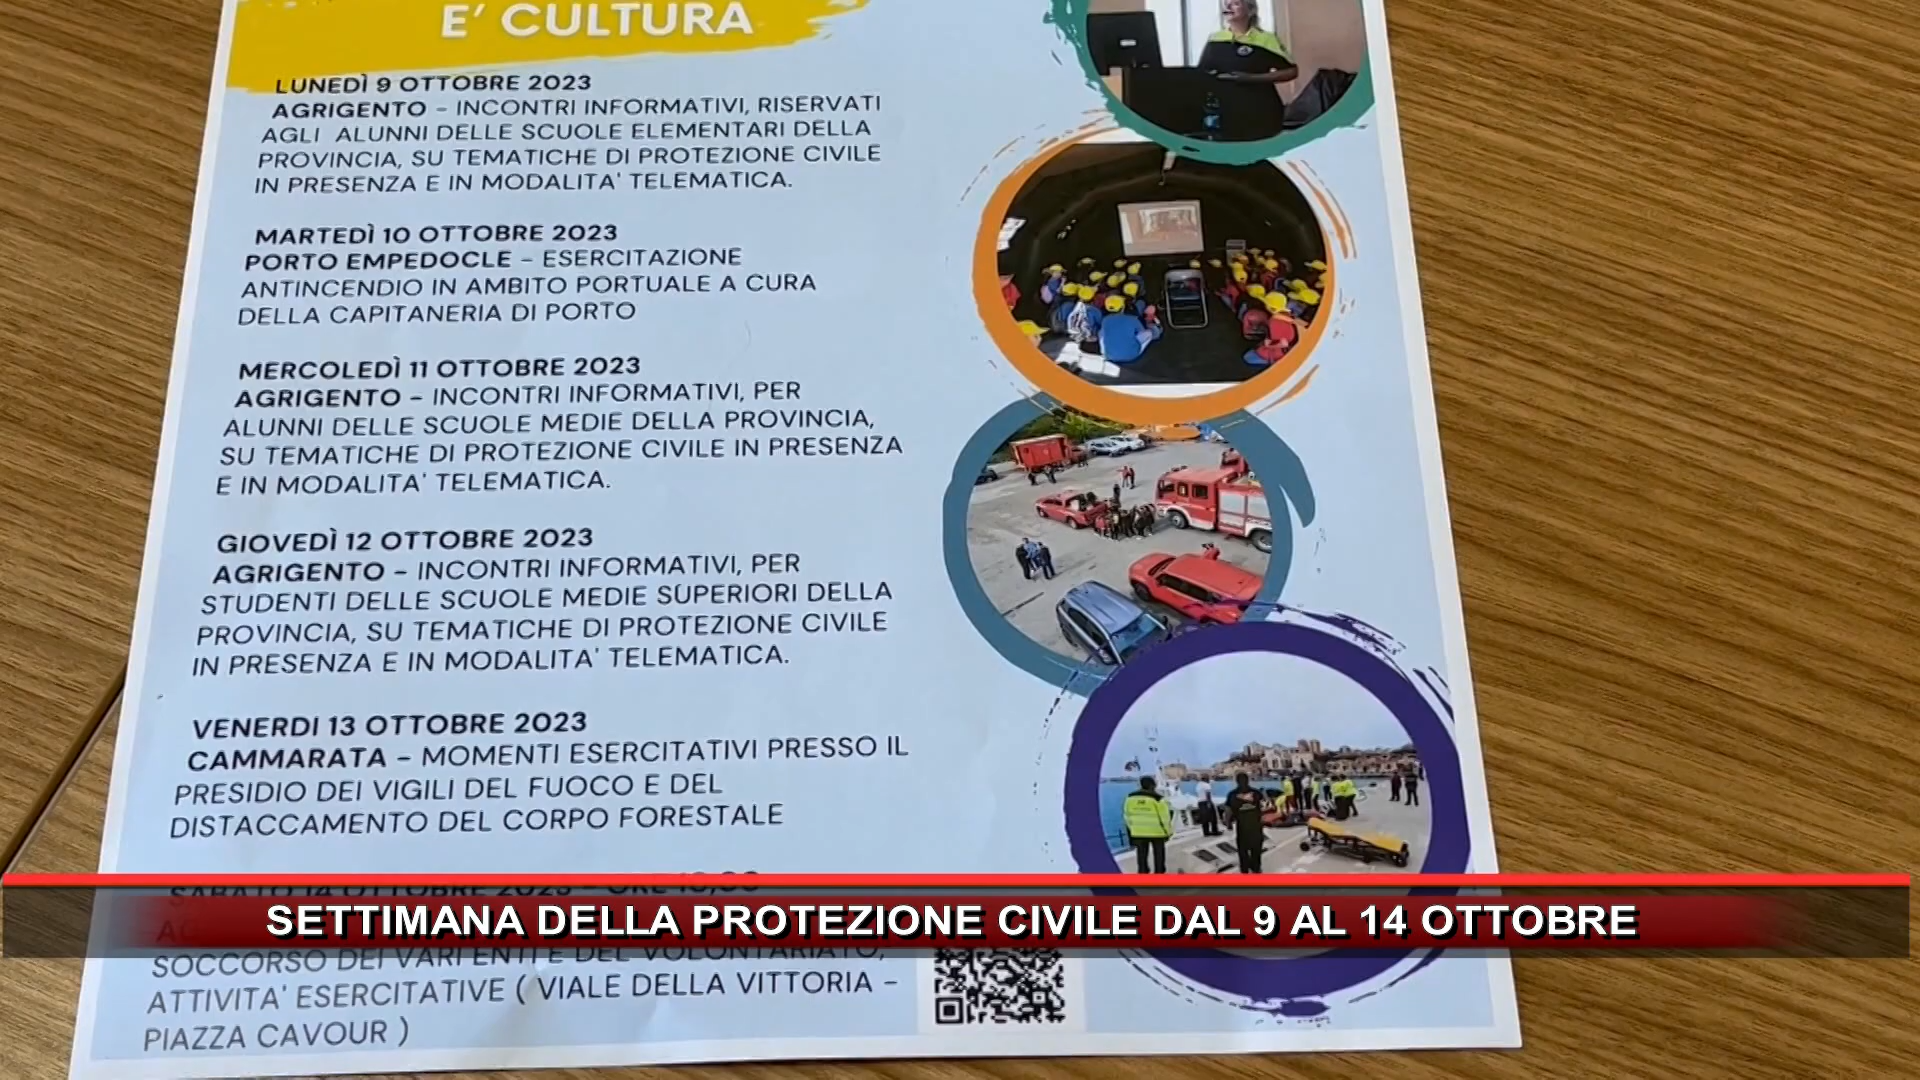 E' CULTURA
LUNEDÌ 9 OTTOBRE 2023
AGRIGENTO - INCONTRI INFORMATIVI, RISERVATI
AGLI ALUNNI DELLE SCUOLE ELEMENTARI DELLA
PROVINCIA, SU TEMATICHE DI PROTEZIONE CIVILE
IN PRESENZA E IN MODALITA' TELEMATICA.
MARTEDÌ 10 OTTOBRE 2023
PORTO EMPEDOCLE - ESERCITAZIONE
ANTINCENDIO IN AMBITO PORTUALE A CURA
DELLA CAPITANERIA DI PORTO
MERCOLEDÌ 11 OTTOBRE 2023
AGRIGENTO - INCONTRI INFORMATIVI, PER
ALUNNI DELLE SCUOLE MEDIE DELLA PROVINCIA,
SU TEMATICHE DI PROTEZIONE CIVILE IN PRESENZA
E IN MODALITA' TELEMATICA.
GIOVEDÌ 12 OTTOBRE 2023
AGRIGENTO - INCONTRI INFORMATIVI, PER
STUDENTI DELLE SCUOLE MEDIE SUPERIORI DELLA
PROVINCIA, SU TEMATICHE DI PROTEZIONE CIVILE
IN PRESENZA E IN MODALITA' TELEMATICA.
VENERDI 13 OTTOBRE 2023
CAMMARATA - MOMENTI ESERCITATIVI PRESSO IL
PRESIDIO DEI VIGILI DEL FUOCO E DEL
DISTACCAMENTO DEL CORPO FORESTALE
SABATO 14 OTTOBRE 2023 - ORE
SETTIMANA DELLA PROTEZIONE CIVILE DAL 9 AL 14 OTTOBRE
SOCCORSO DEI VARI ENTI E DEL VOLONTARIATO,
ATTIVITA' ESERCITATIVE ( VIALE DELLA VITTORIA -
PIAZZA CAVOUR )